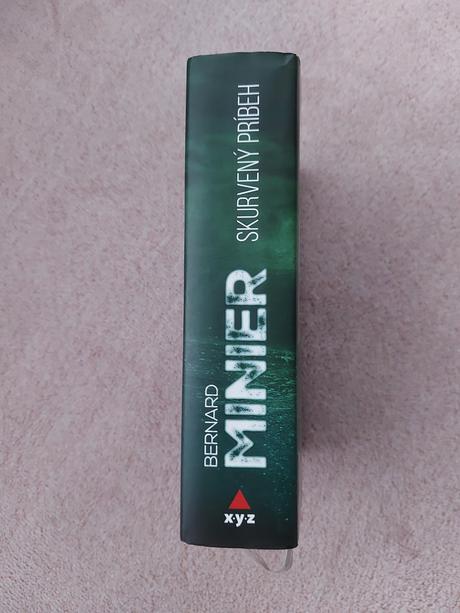 BERNARD
MINIER
SKURVENÝ PRÍBEH
x·y·z